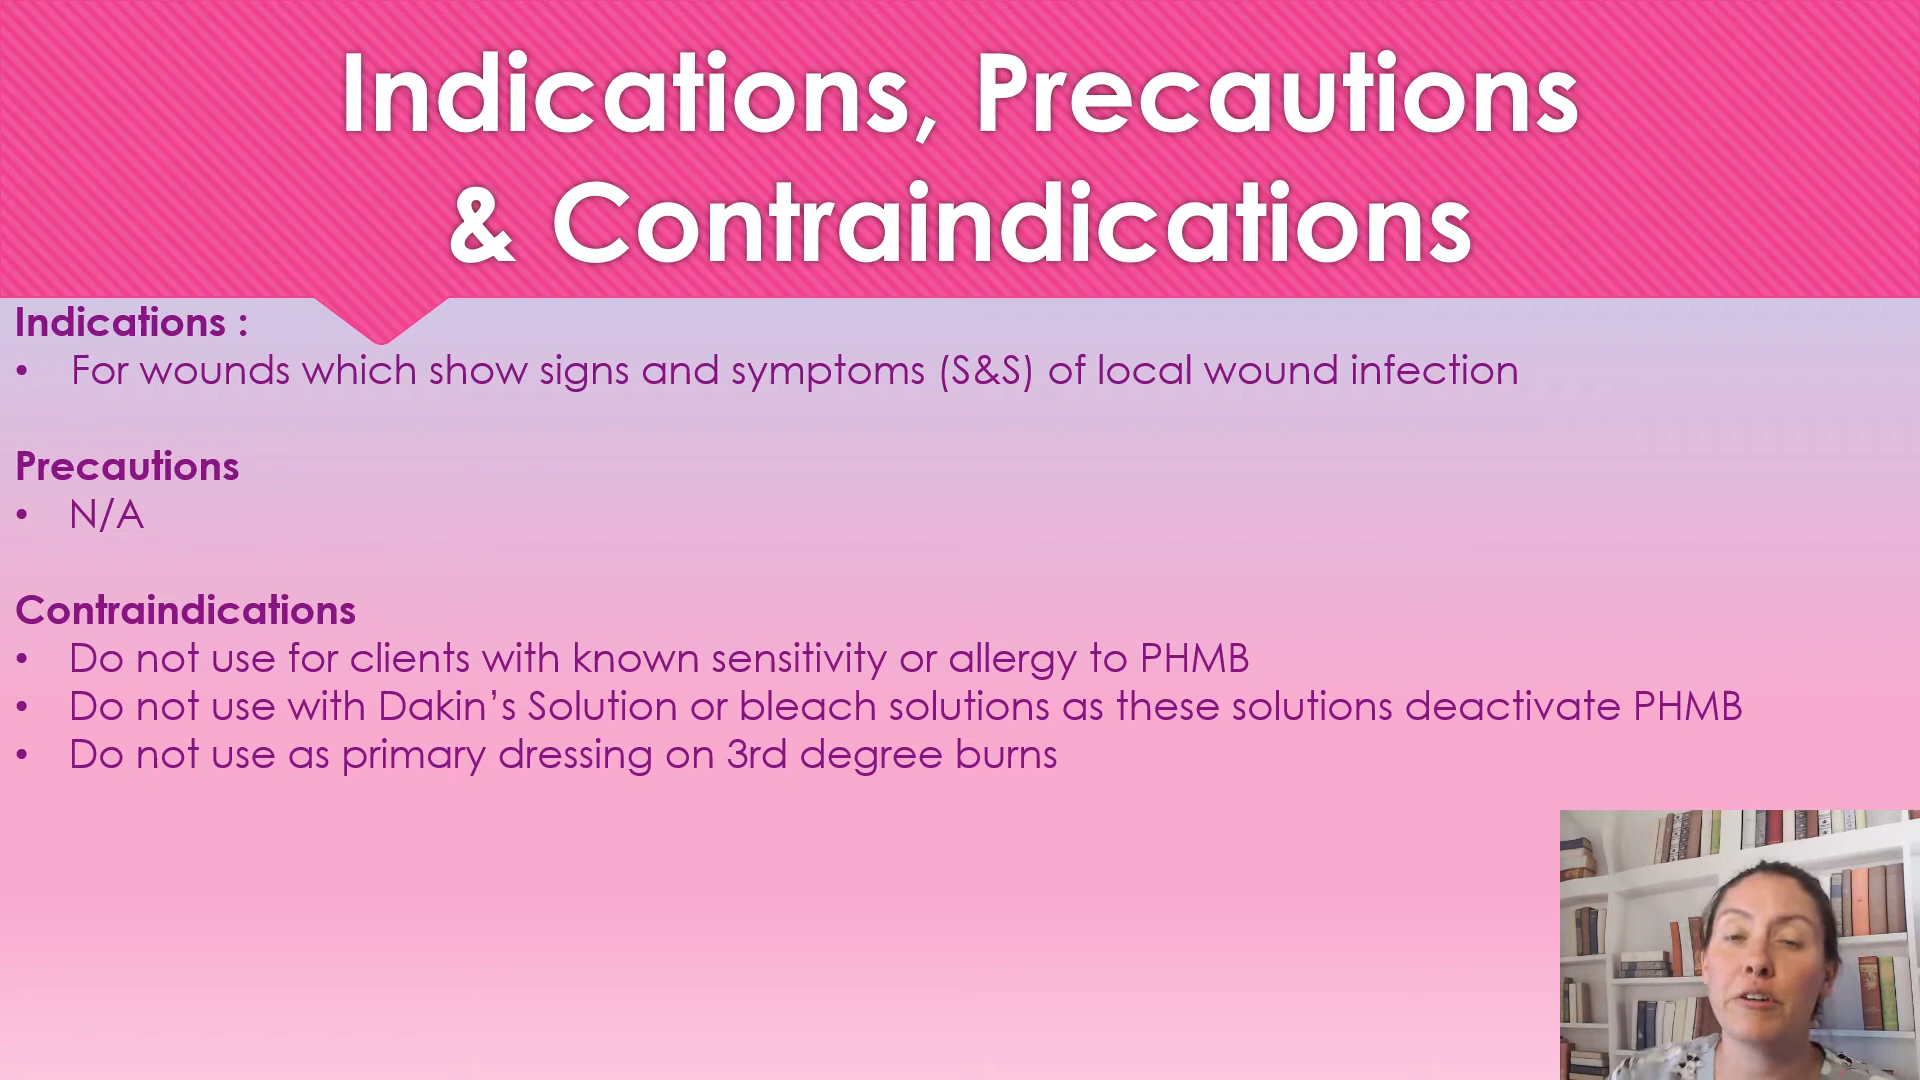 Indications, Precautions
& Contraindications
Indications :
• For wounds which show signs and symptoms (S&S) of local wound infection
Precautions
• N/A
Contraindications
• Do not use for clients with known sensitivity or allergy to PHMB
• Do not use with Dakin’s Solution or bleach solutions as these solutions deactivate PHMB
• Do not use as primary dressing on 3rd degree burns